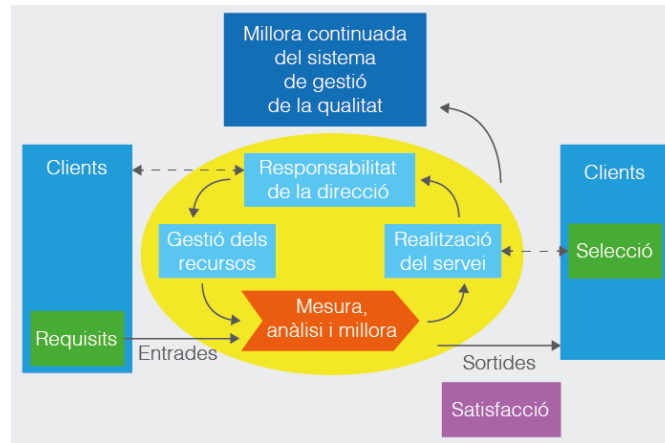 Millora continuada
del sistema
de gestió
de la qualitat
Clients
Responsabilitat
de la direcció
Clients
Gestió dels
recursos
Realització
del servei
Selecció
Mesura,
anàlisi i millora
Requisits
Entrades
Sortides
Satisfacció